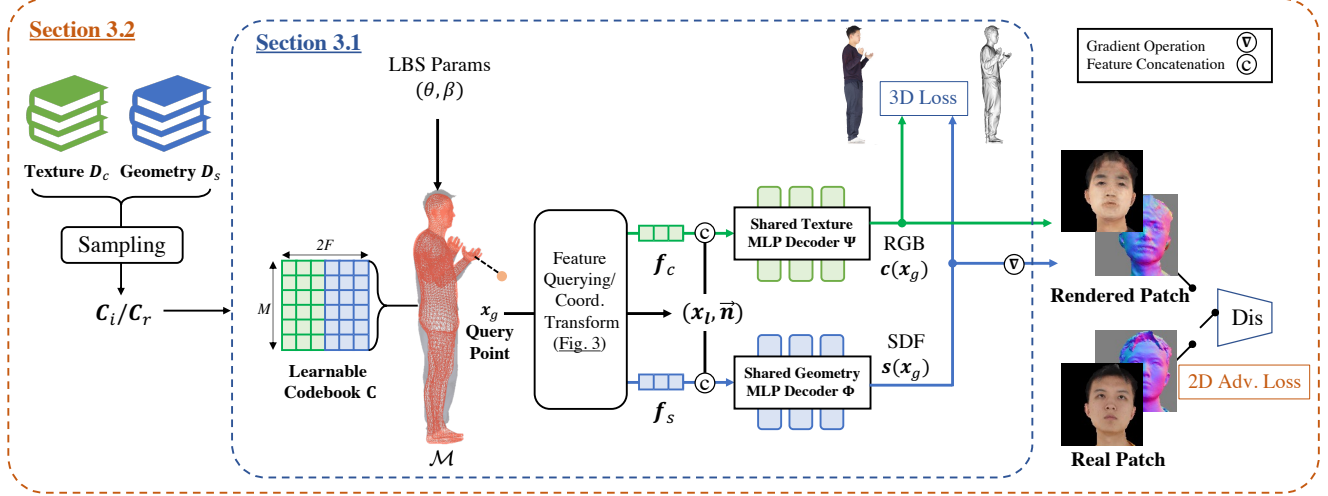 Section 3.2
Texture D_c
Geometry D_s
Sampling
C_i/C_r
Section 3.1
LBS Params
(θ, β)
2F
M
Learnable
Codebook C
M
x_g
Query
Point
Feature
Querying/
Coord.
Transform
(Fig. 3)
f_c
C
(x_l, n⃗)
C
f_s
Shared Texture
MLP Decoder Ψ
Shared Geometry
MLP Decoder Φ
3D Loss
RGB
c(x_g)
SDF
s(x_g)
∇
Gradient Operation ∇
Feature Concatenation C
Rendered Patch
Dis
2D Adv. Loss
Real Patch